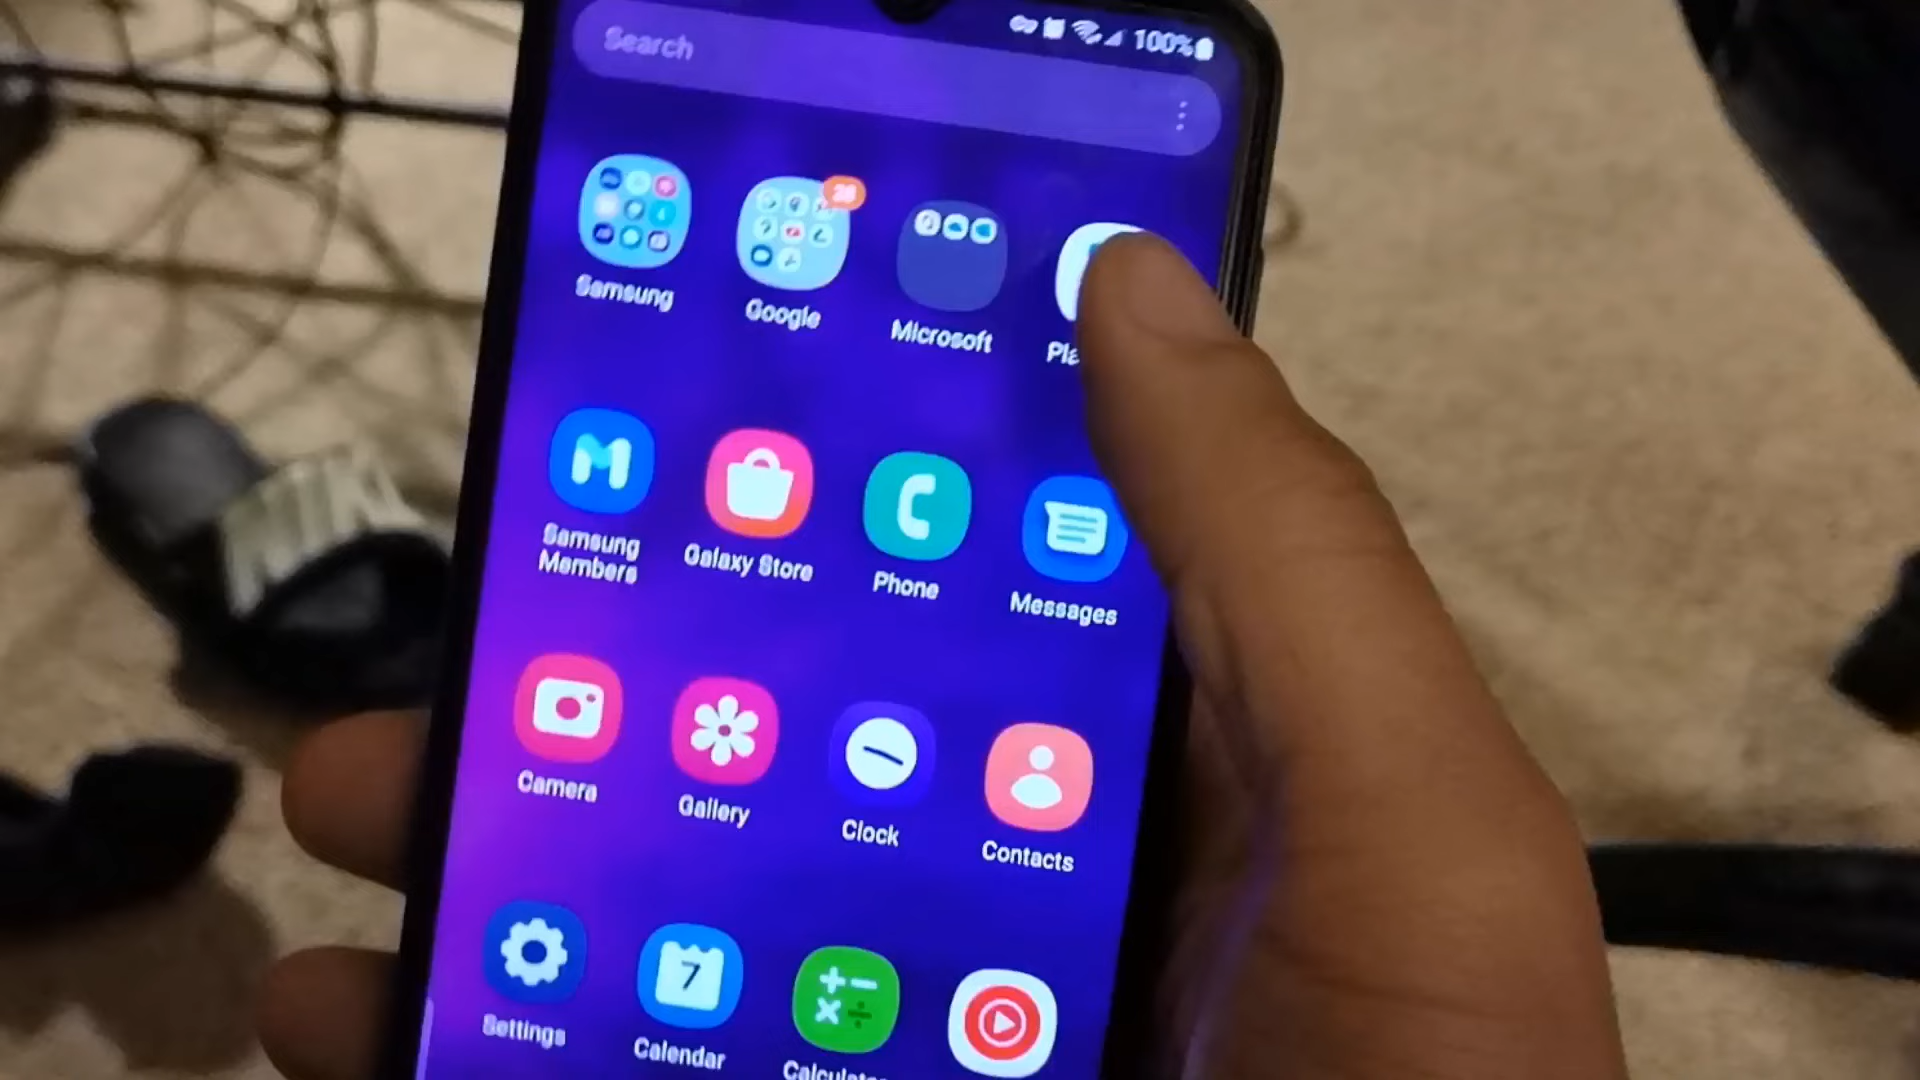 100%
Search
Samsung
Google
Microsoft
Pla
Samsung
Members
Galaxy Store
Phone
Messages
Camera
Gallery
Clock
Contacts
7
Settings
Calendar
Calculator